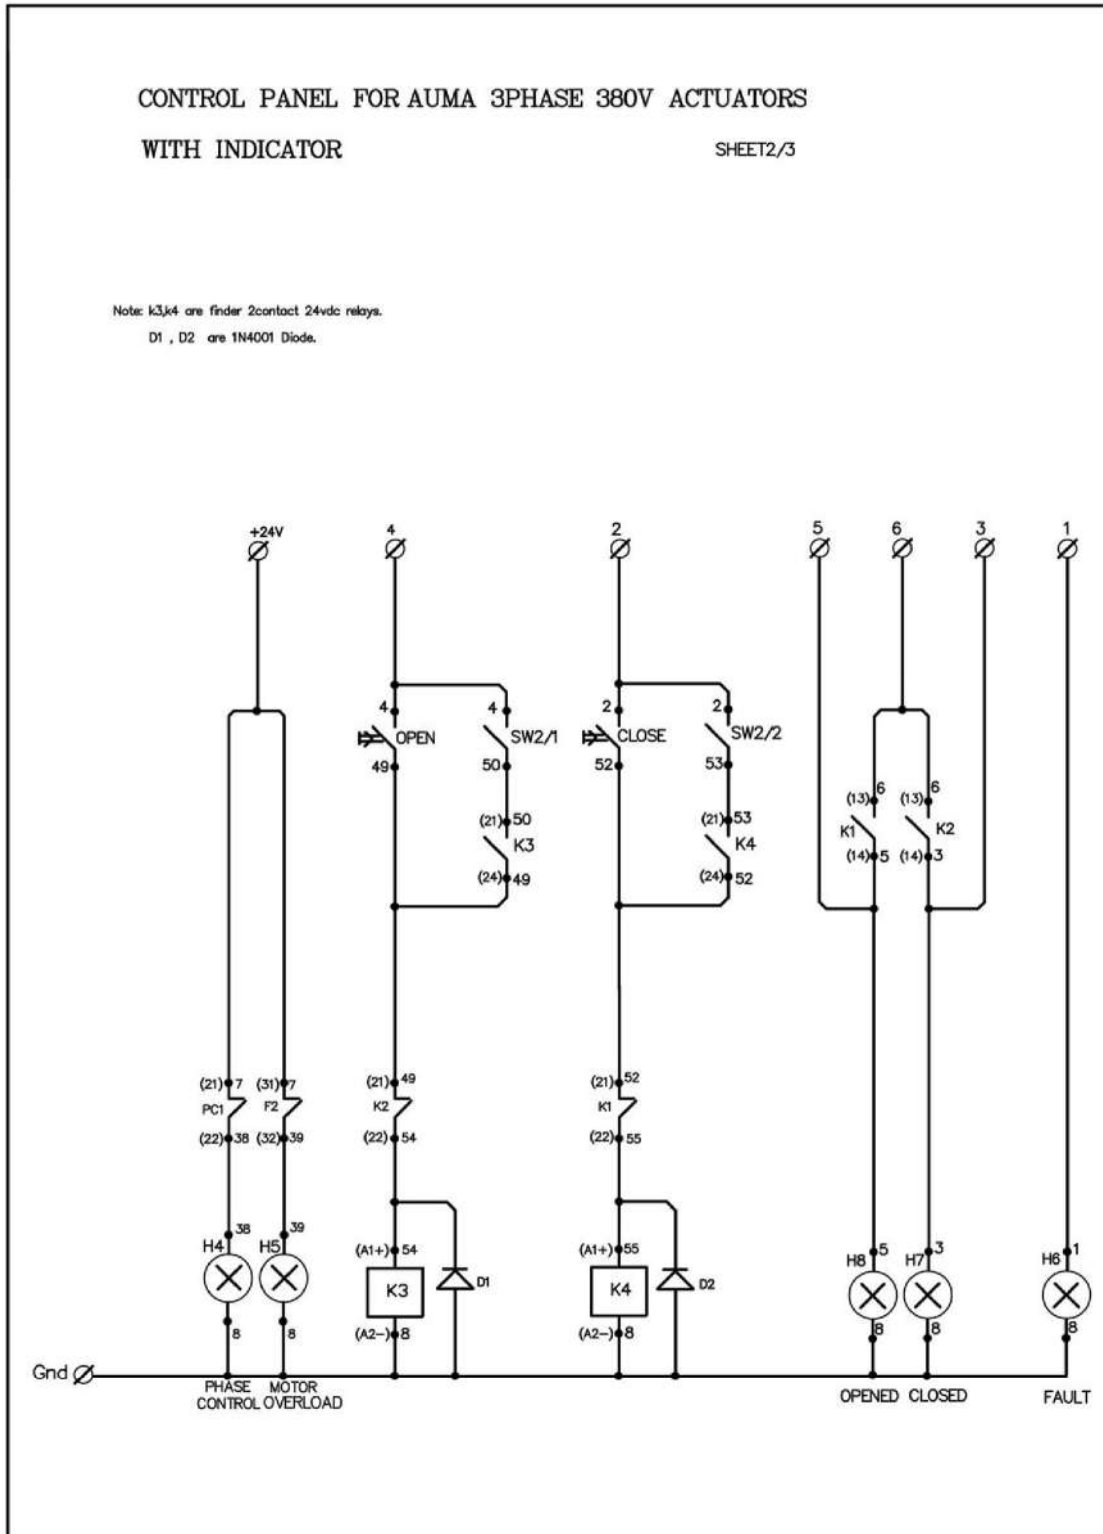 CONTROL PANEL FOR AUMA 3PHASE 380V ACTUATORS
WITH INDICATOR
SHEET2/3
Note: k3,k4 are finder 2contact 24vdc relays.
D1 , D2 are 1N4001 Diode.
+24V 4 2 5 6 3 1
4 4 2 2
OPEN SW2/1 CLOSE SW2/2
49 50 52 53
(13) 6 (13) 6
(21) 50 (21) 53
K1 K2
K3 K4
(14) 5 (14) 3
(24) 49 (24) 52
(21) 7 (31) 7 (21) 49 (21) 52
PC1 F2 K2 K1
(22) 38 (32) 39 (22) 54 (22) 55
38 39
H4 H5 (A1+) 54 (A1+) 55 H8 5 H7 3 H6 1
K3 D1 K4 D2
8 8 (A2-) 8 (A2-) 8 8 8 8
Gnd
PHASE CONTROL
MOTOR OVERLOAD
OPENED CLOSED FAULT